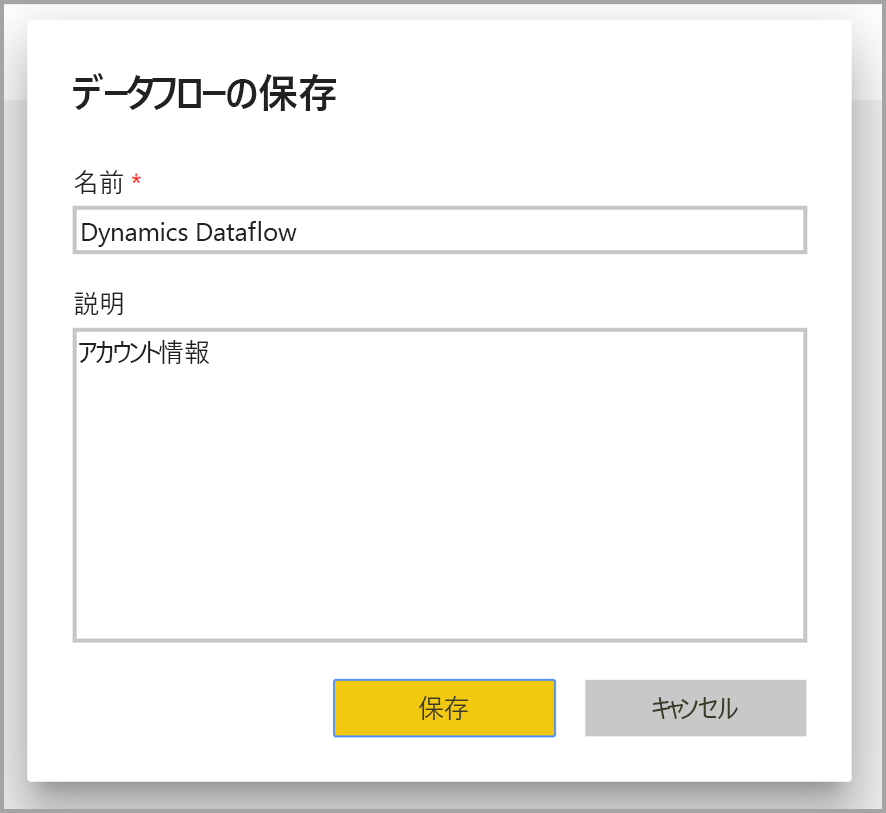 データフローの保存
名前 *
Dynamics Dataflow
説明
アカウント情報
保存
キャンセル